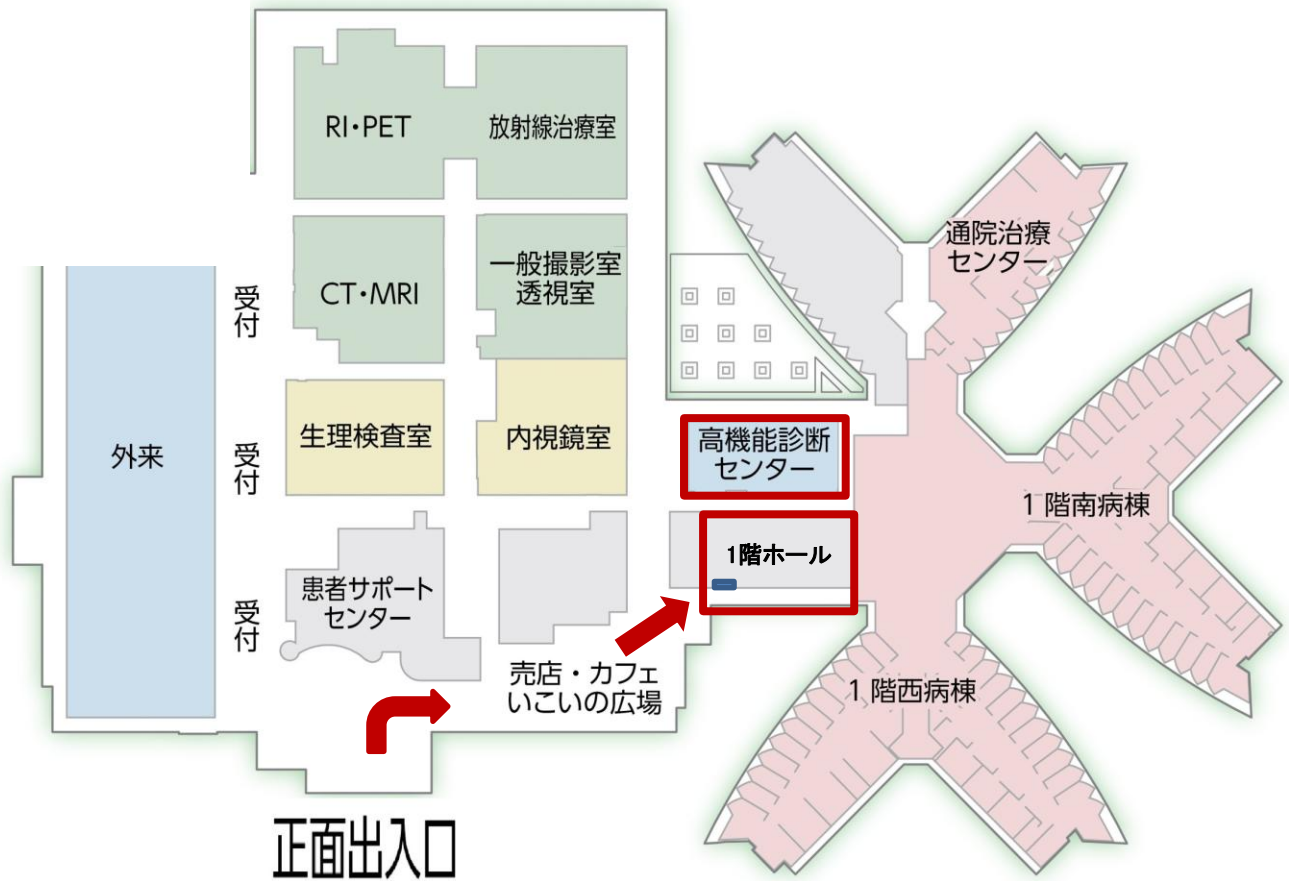 RI・PET
放射線治療室
通院治療
センター
一般撮影室
透視室
CT・MRI
受付
外来
受付
生理検査室
内視鏡室
高機能診断
センター
1階南病棟
1階ホール
受付
患者サポート
センター
売店・カフェ
いこいの広場
1階西病棟
正面出入口